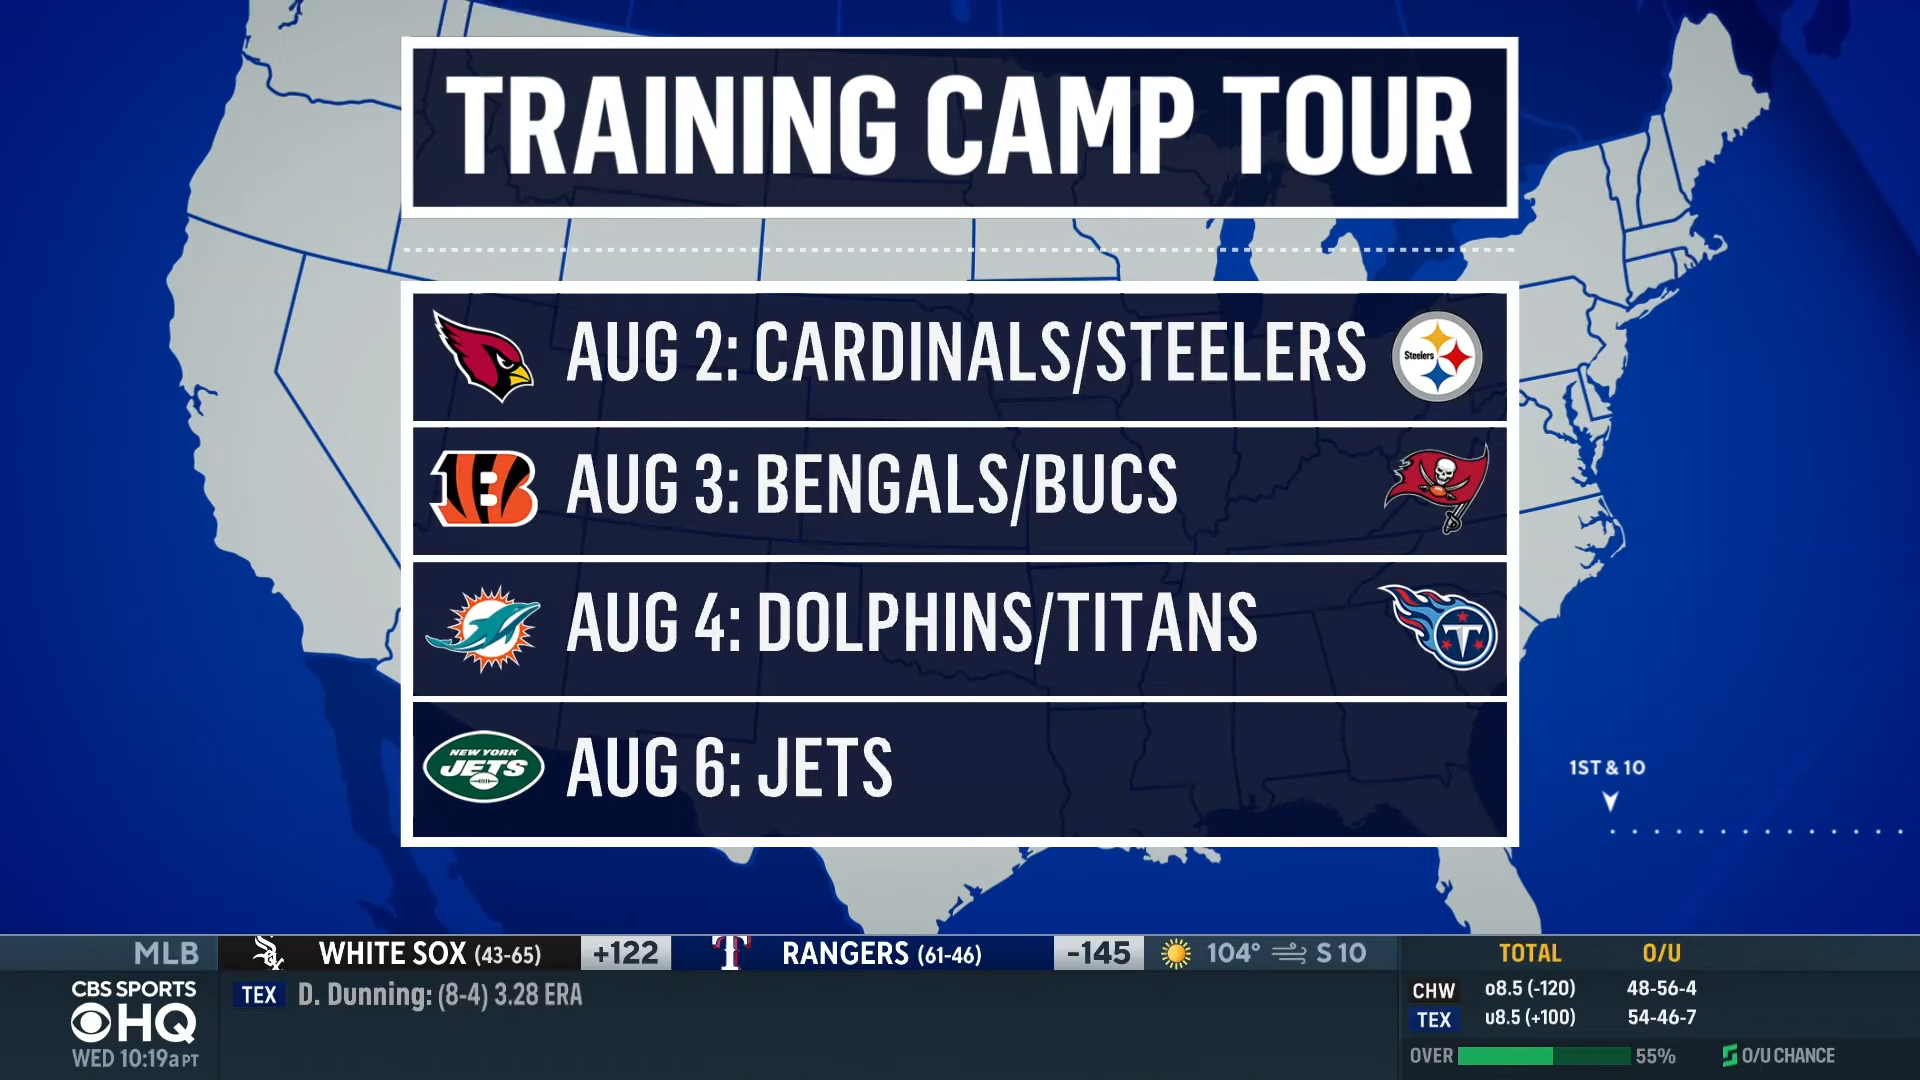 TRAINING CAMP TOUR
AUG 2: CARDINALS/STEELERS
Steelers
AUG 3: BENGALS/BUCS
AUG 4: DOLPHINS/TITANS
T
NEW YORK
JETS
AUG 6: JETS
1ST & 10
MLB
Sox
WHITE SOX (43-65)
+122
T
RANGERS (61-46)
-145
104° S 10
TOTAL O/U
CBS SPORTS
HQ
WED 10:19a PT
TEX D. Dunning: (8-4) 3.28 ERA
CHW o8.5 (-120) 48-56-4
TEX u8.5 (+100) 54-46-7
OVER 55% O/U CHANCE